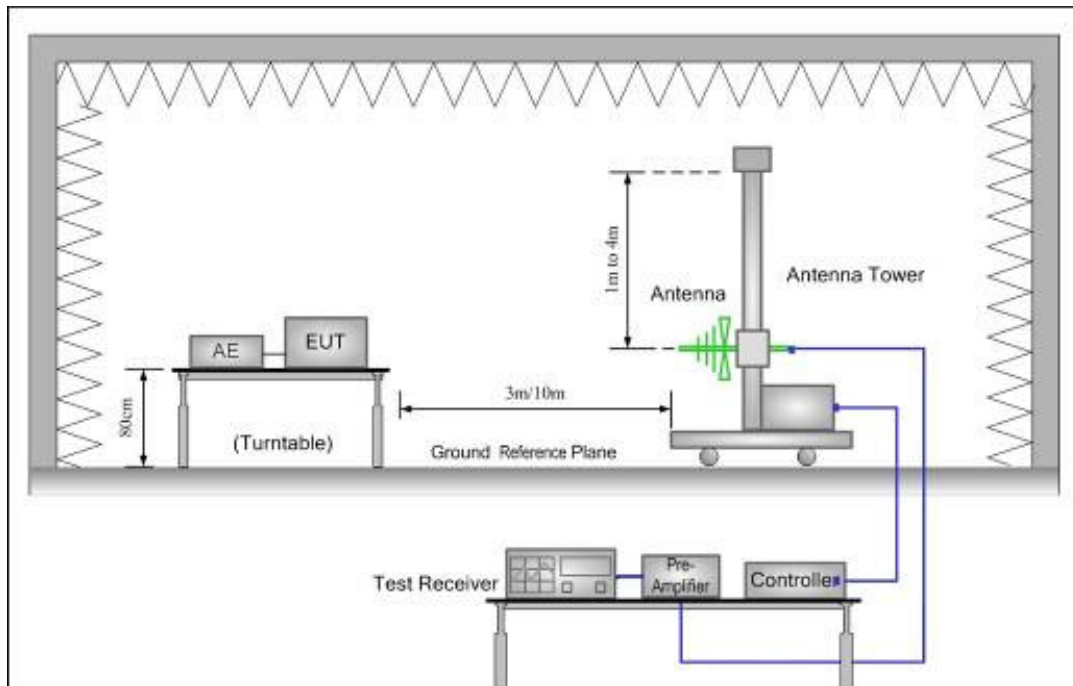 1m to 4m
Antenna
Antenna Tower
AE
EUT
80cm
(Turntable)
3m/10m
Ground Reference Plane
Test Receiver
Pre-
Amplifier
Controller